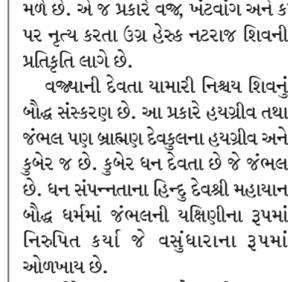 મળે છે. એ જ પ્રકારે વજ્ર, ખંટવાંગ અને ક
પર નૃત્ય કરતા ઉગ્ર હેરુક નટરાજ શિવની
પ્રતિકૃતિ લાગે છે.
વજ્યાની દેવતા યામારી નિશ્ચય શિવનું
બૌદ્ધ સંસ્કરણ છે. આ પ્રકારે હયગ્રીવ તથા
જંભલ પણ બ્રાહ્મણ દેવકુલના હયગ્રીવ અને
કુબેર જ છે. કુબેર ધન દેવતા છે જે જંભલ
છે. ધન સંપન્નતાના હિન્દુ દેવશ્રી મહાયાન
બૌદ્ધ ધર્મમાં જંભલની યક્ષિણીના રૂપમાં
નિરુપિત કર્યા જે વસુંધારાના રૂપમાં
ઓળખાય છે.